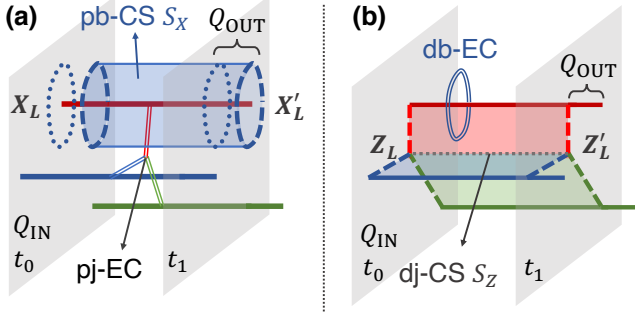 (a)
pb-CS S_X
Q_OUT
X_L
X'_L
Q_IN
t_0
pj-EC
t_1
(b)
db-EC
Q_OUT
Z_L
Z'_L
Q_IN
t_0
dj-CS S_Z
t_1